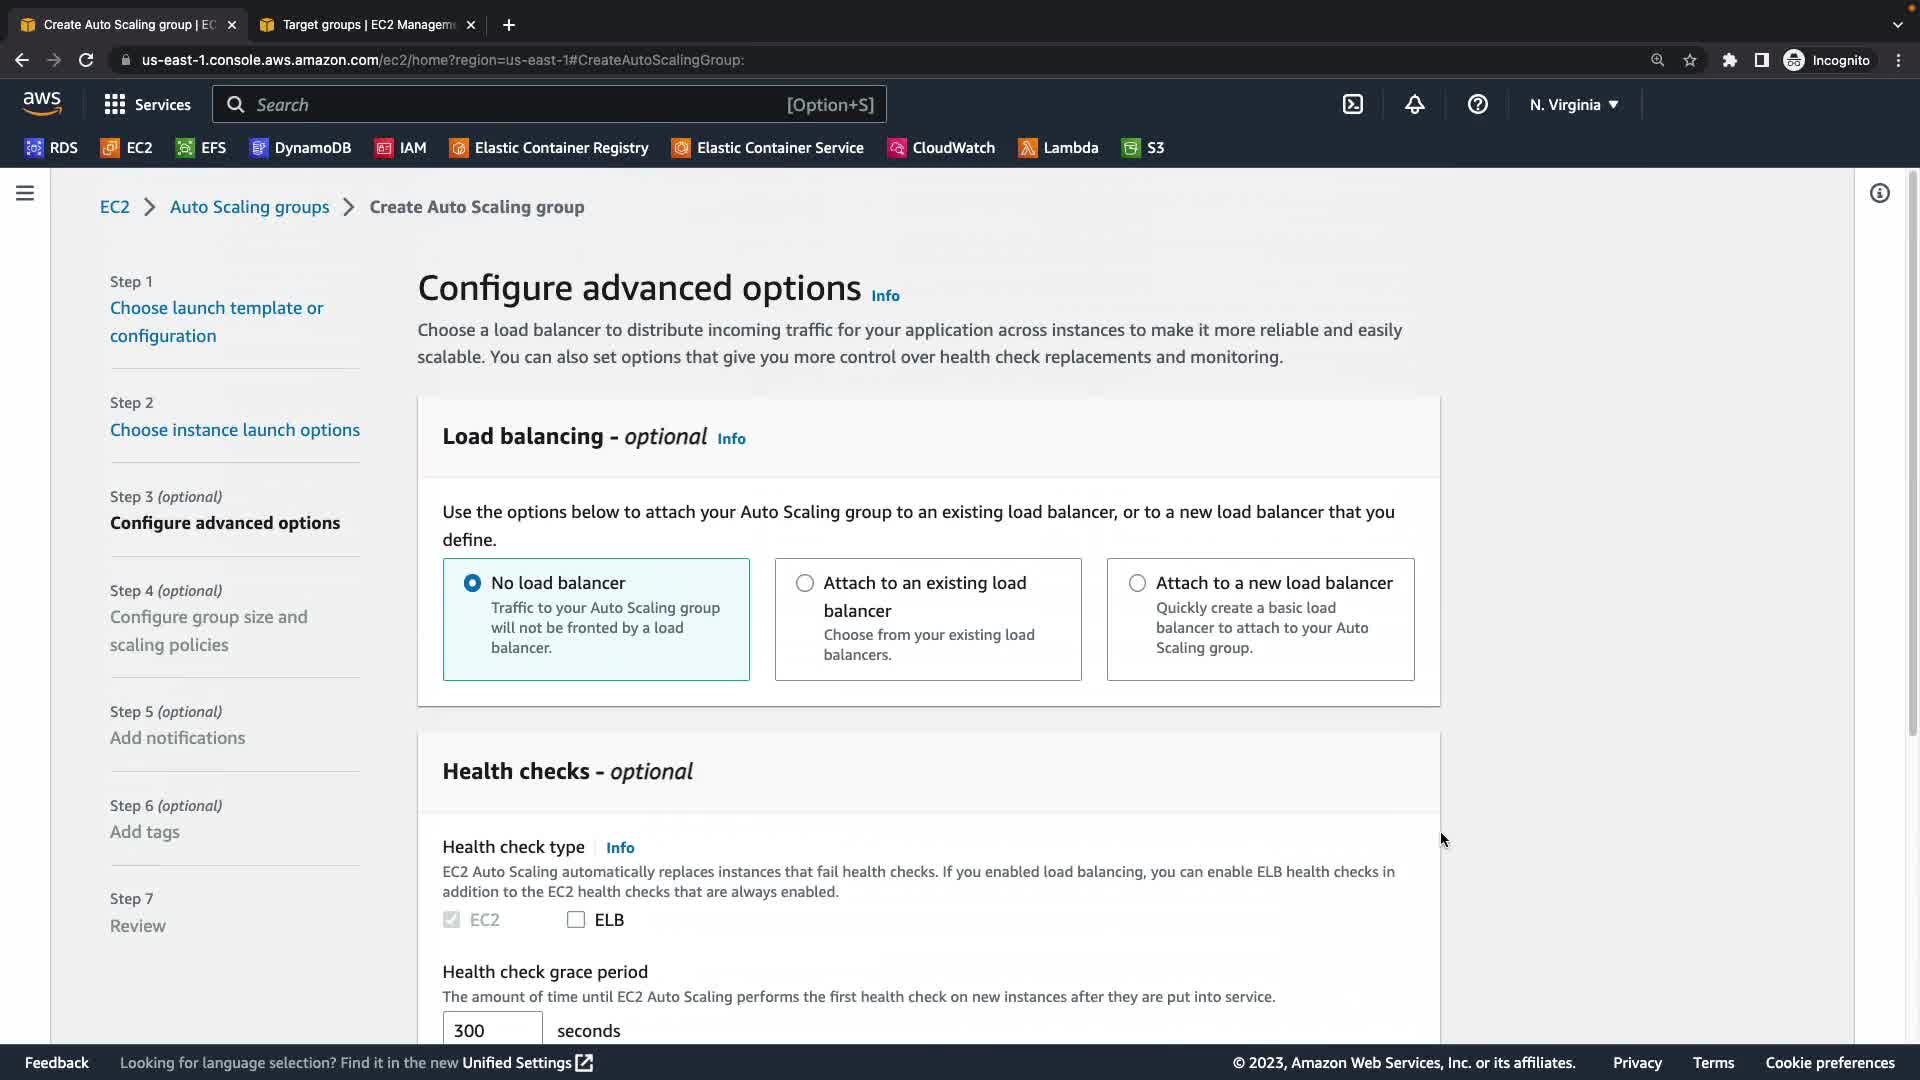 Create Auto Scaling group | EC
Target groups | EC2 Managem
us-east-1.console.aws.amazon.com/ec2/home?region=us-east-1#CreateAutoScalingGroup:
Incognito
aws
Services
Search
[Option+S]
N. Virginia
RDS
EC2
EFS
DynamoDB
IAM
Elastic Container Registry
Elastic Container Service
CloudWatch
Lambda
S3
EC2
Auto Scaling groups
Create Auto Scaling group
Step 1
Choose launch template or
configuration
Step 2
Choose instance launch options
Step 3 (optional)
Configure advanced options
Step 4 (optional)
Configure group size and
scaling policies
Step 5 (optional)
Add notifications
Step 6 (optional)
Add tags
Step 7
Review
Configure advanced options Info
Choose a load balancer to distribute incoming traffic for your application across instances to make it more reliable and easily
scalable. You can also set options that give you more control over health check replacements and monitoring.
Load balancing - optional Info
Use the options below to attach your Auto Scaling group to an existing load balancer, or to a new load balancer that you
define.
No load balancer
Traffic to your Auto Scaling group
will not be fronted by a load
balancer.
Attach to an existing load
balancer
Choose from your existing load
balancers.
Attach to a new load balancer
Quickly create a basic load
balancer to attach to your Auto
Scaling group.
Health checks - optional
Health check type Info
EC2 Auto Scaling automatically replaces instances that fail health checks. If you enabled load balancing, you can enable ELB health checks in
addition to the EC2 health checks that are always enabled.
EC2
ELB
Health check grace period
The amount of time until EC2 Auto Scaling performs the first health check on new instances after they are put into service.
300 seconds
Feedback
Looking for language selection? Find it in the new Unified Settings
© 2023, Amazon Web Services, Inc. or its affiliates.
Privacy
Terms
Cookie preferences